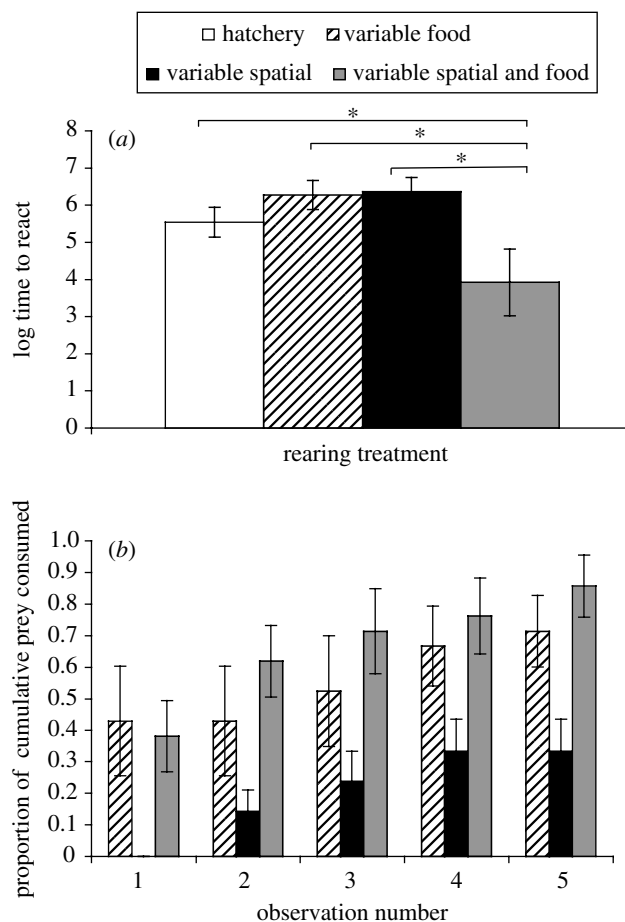 hatchery variable food
variable spatial variable spatial and food
(a)
*
*
*
8
7
6
5
4
3
2
1
0
log time to react
rearing treatment
(b)
1.0
0.9
0.8
0.7
0.6
0.5
0.4
0.3
0.2
0.1
0
proportion of cumulative prey consumed
1 2 3 4 5
observation number